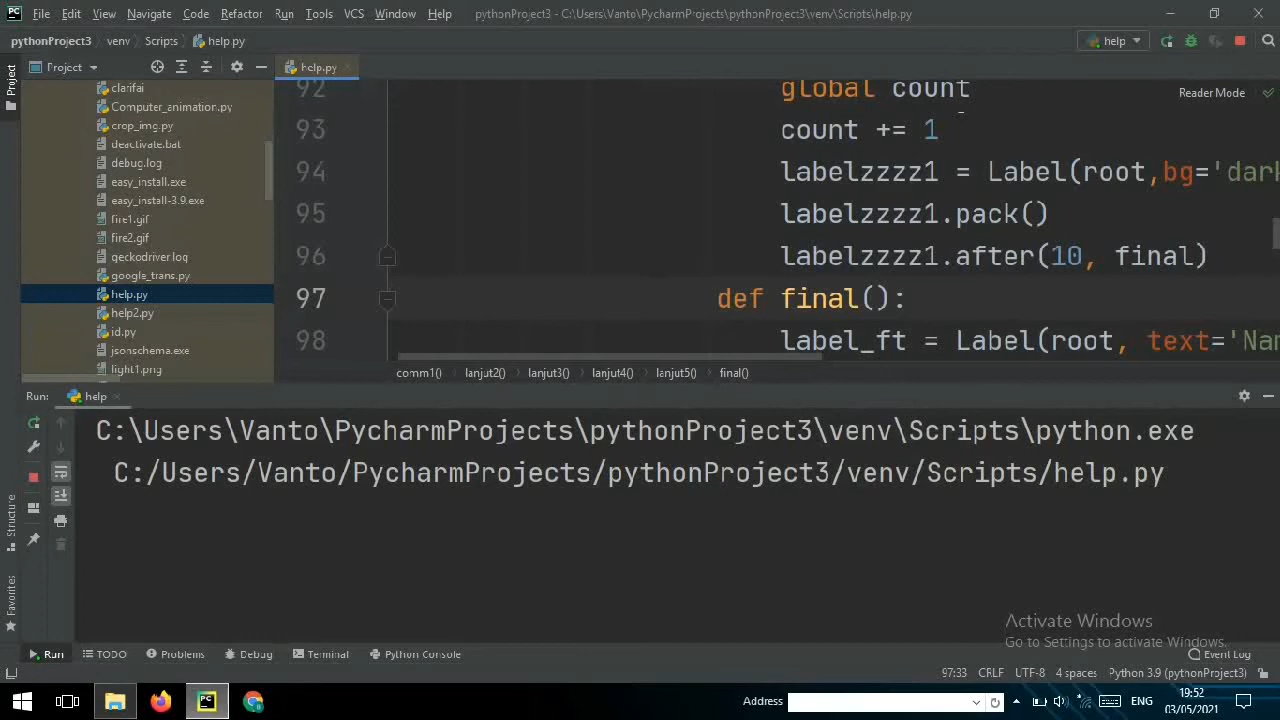 File Edit View Navigate Code Refactor Run Tools VCS Window Help pythonProject3 - C:\Users\Vanto\PycharmProjects\pythonProject3\venv\Scripts\help.py
pythonProject3 venv Scripts help.py help
Project help.py
Project
clarifai
Computer_animation.py
crop_img.py
deactivate.bat
debug.log
easy_install.exe
easy_install-3.9.exe
fire1.gif
fire2.gif
geckodriver.log
google_trans.py
help.py
help2.py
id.py
jsonschema.exe
light1.png
Reader Mode
92 global count
93 count += 1
94 labelzzzz1 = Label(root,bg='dark
95 labelzzzz1.pack()
96 labelzzzz1.after(10, final)
97 def final():
98 label_ft = Label(root, text='Nam
comm1() lanjut2() lanjut3() lanjut4() lanjut5() final()
Run: help
C:\Users\Vanto\PycharmProjects\pythonProject3\venv\Scripts\python.exe
C:/Users/Vanto/PycharmProjects/pythonProject3/venv/Scripts/help.py
Structure
Favorites
Activate Windows
Go to Settings to activate Windows.
Run TODO Problems Debug Terminal Python Console Event Log
97:33 CRLF UTF-8 4 spaces Python 3.9 (pythonProject3)
Address ENG
19:52
03/05/2021